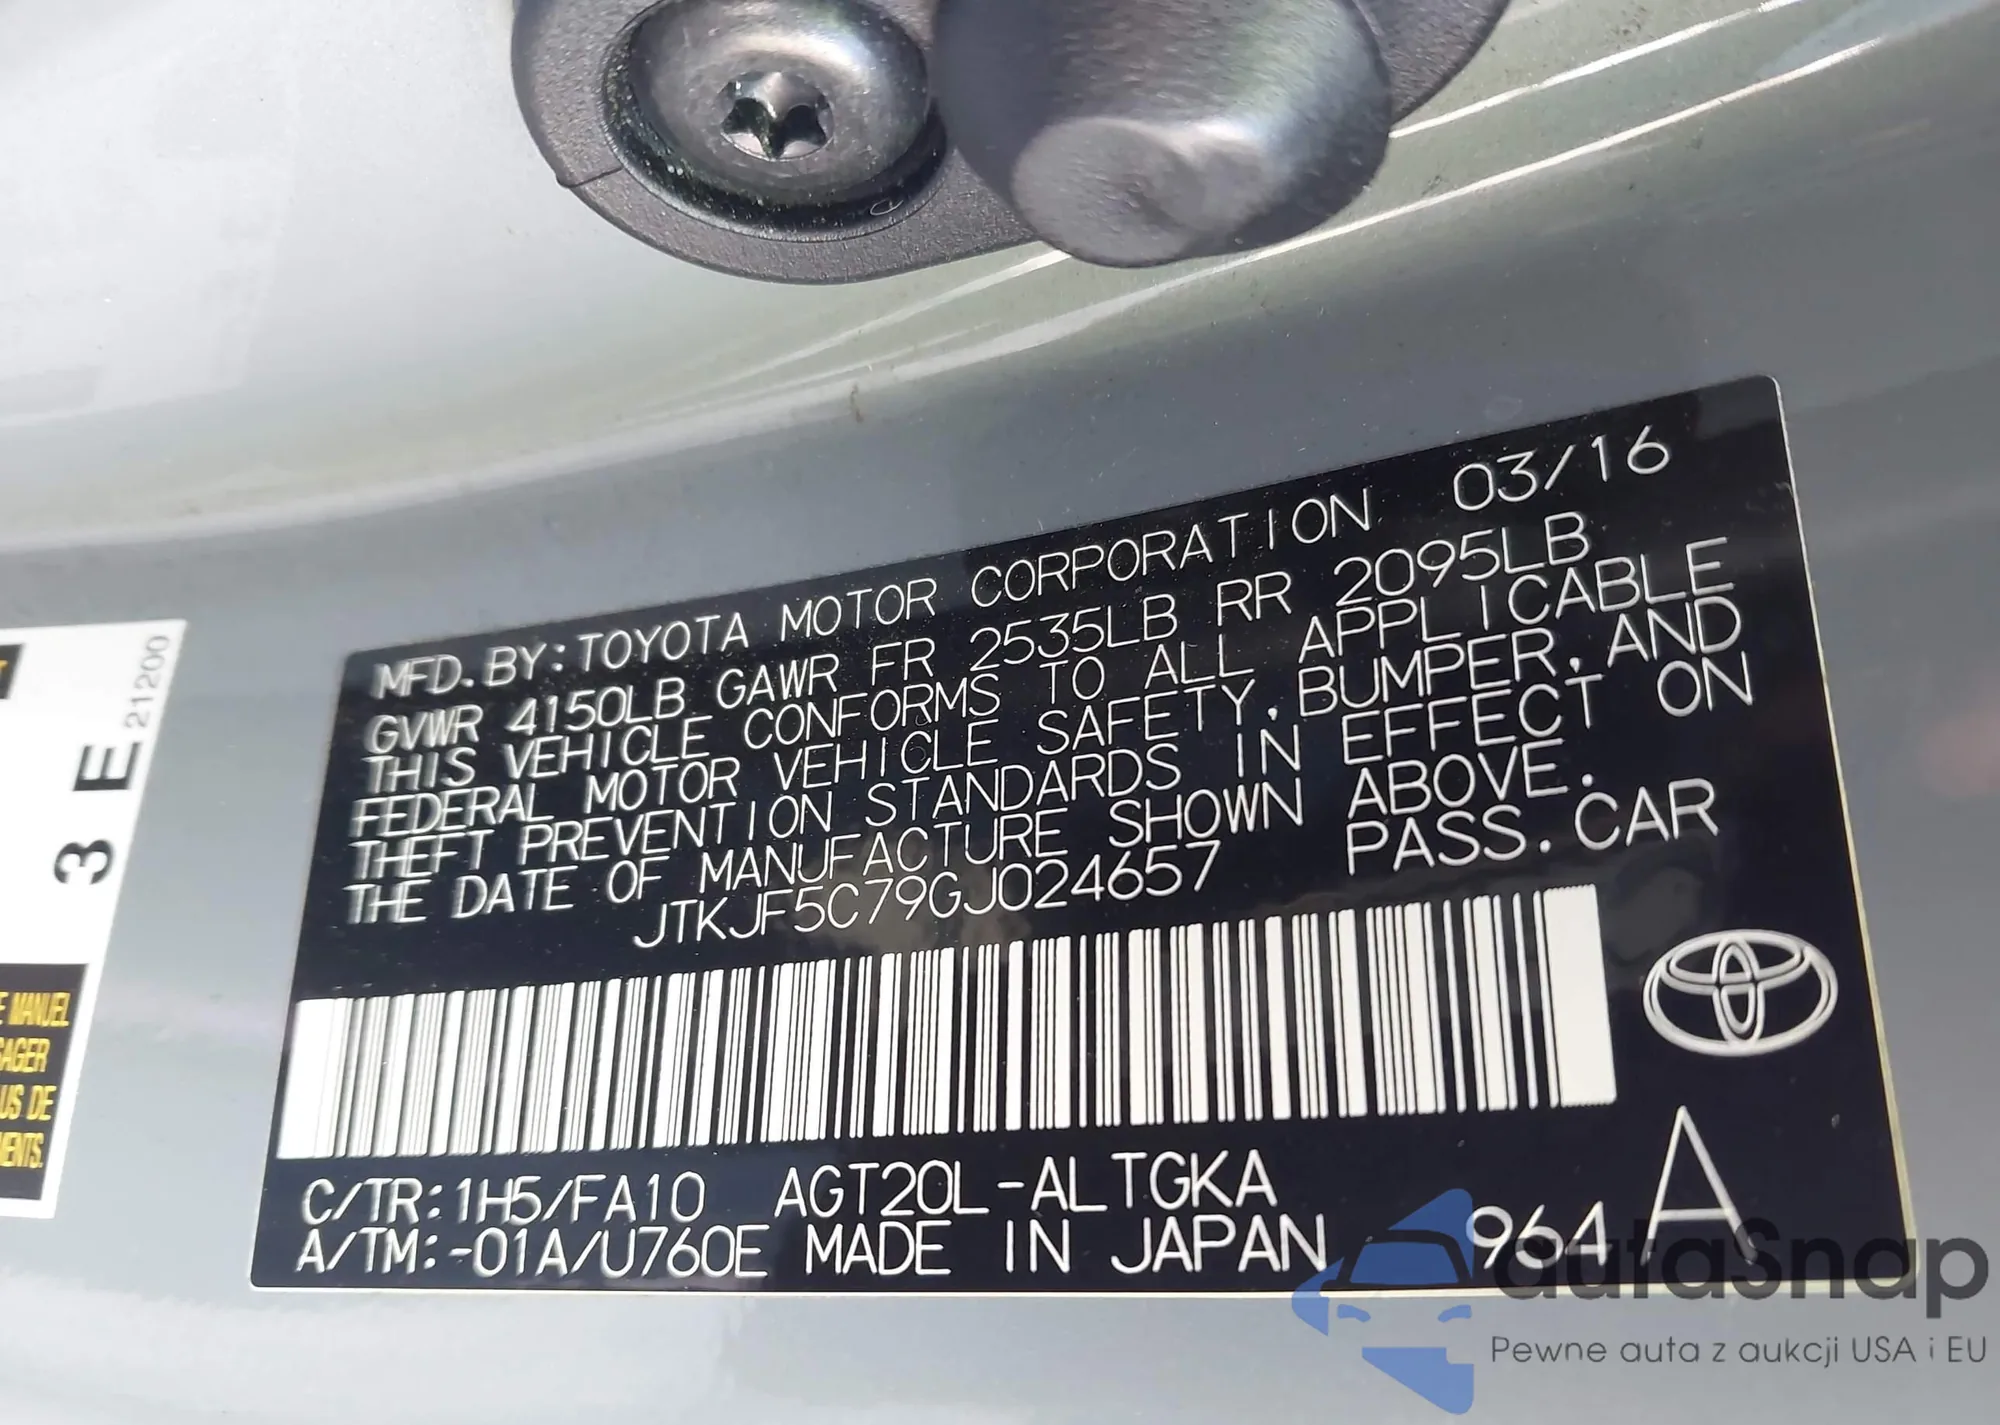 MFD. BY: TOYOTA MOTOR CORPORATION 03/16
GVWR 4150LB GAWR FR 2535LB RR 2095LB
THIS VEHICLE CONFORMS TO ALL APPLICABLE
FEDERAL MOTOR VEHICLE SAFETY, BUMPER, AND
THEFT PREVENTION STANDARDS IN EFFECT ON
THE DATE OF MANUFACTURE SHOWN ABOVE.
JTKJF5C79GJ024657 PASS. CAR
C/TR: 1H5/FA10 AGT20L-ALTGKA
A/TM: -01A/U760E MADE IN JAPAN 964 A
3 E 21200
MANUEL
US DE
autoSnap
Pewne auta z aukcji USA i EU